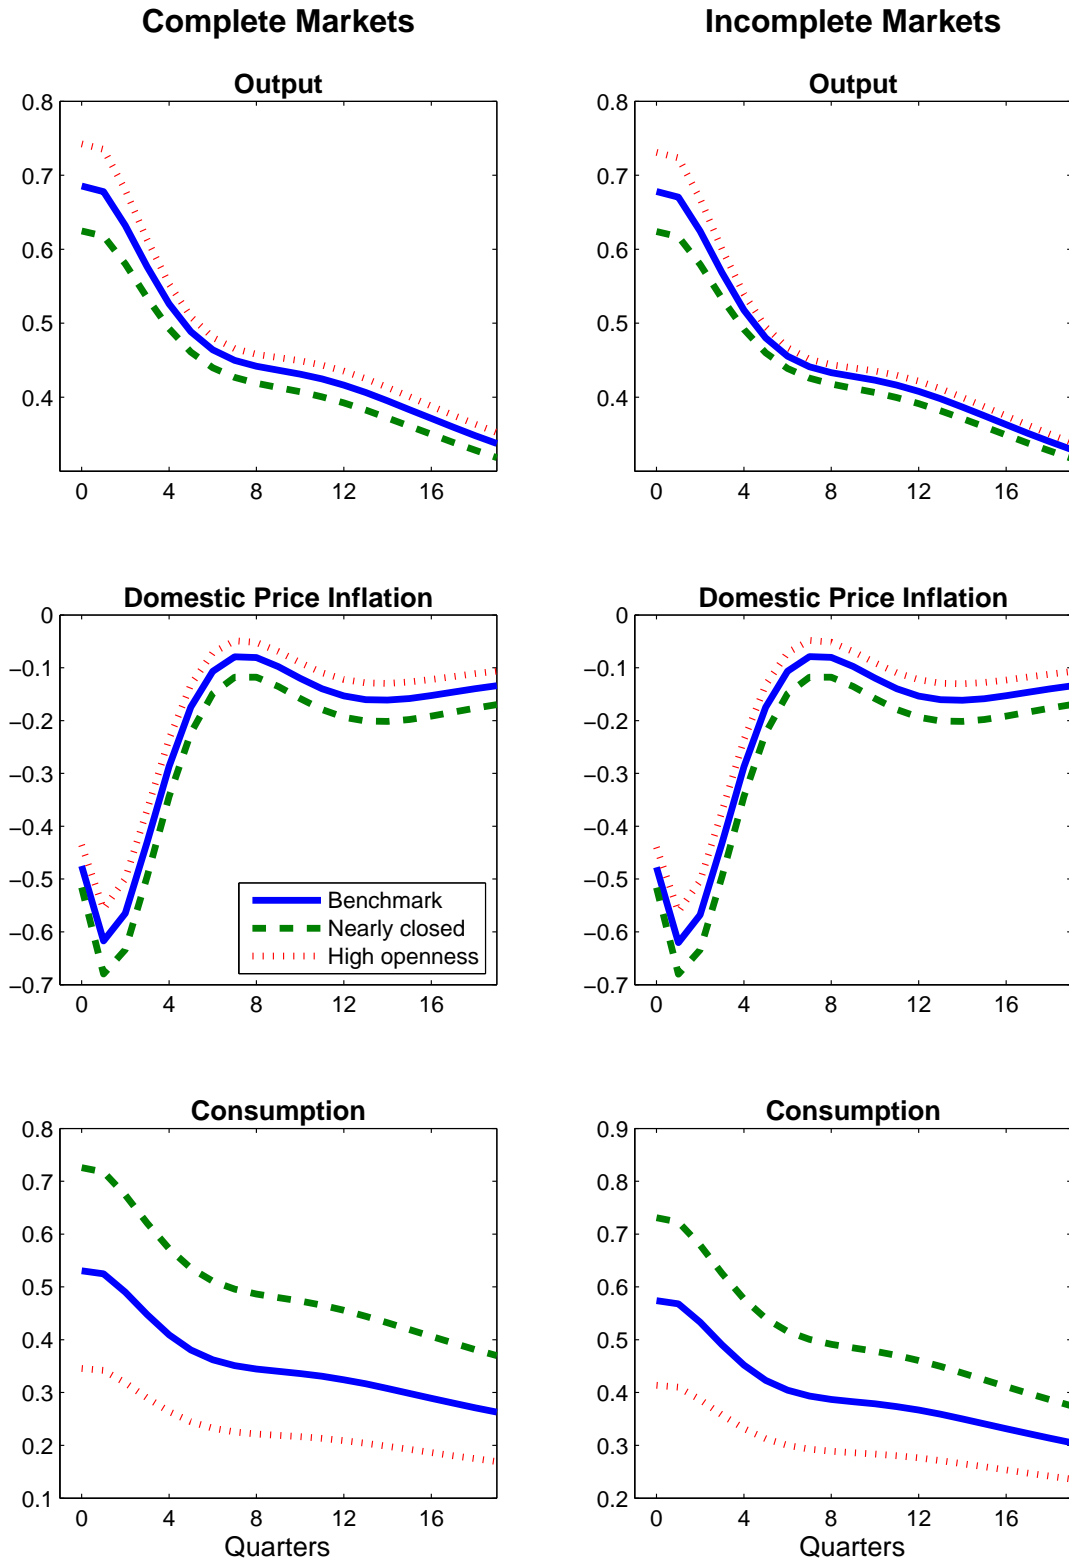 Complete Markets
Incomplete Markets
Output
0.8
0.7
0.6
0.5
0.4
0 4 8 12 16
Output
0.8
0.7
0.6
0.5
0.4
0 4 8 12 16
Domestic Price Inflation
0
−0.1
−0.2
−0.3
−0.4
−0.5
−0.6
−0.7
Benchmark
Nearly closed
High openness
0 4 8 12 16
Domestic Price Inflation
0
−0.1
−0.2
−0.3
−0.4
−0.5
−0.6
−0.7
0 4 8 12 16
Consumption
0.8
0.7
0.6
0.5
0.4
0.3
0.2
0.1
0 4 8 12 16
Quarters
Consumption
0.9
0.8
0.7
0.6
0.5
0.4
0.3
0.2
0 4 8 12 16
Quarters